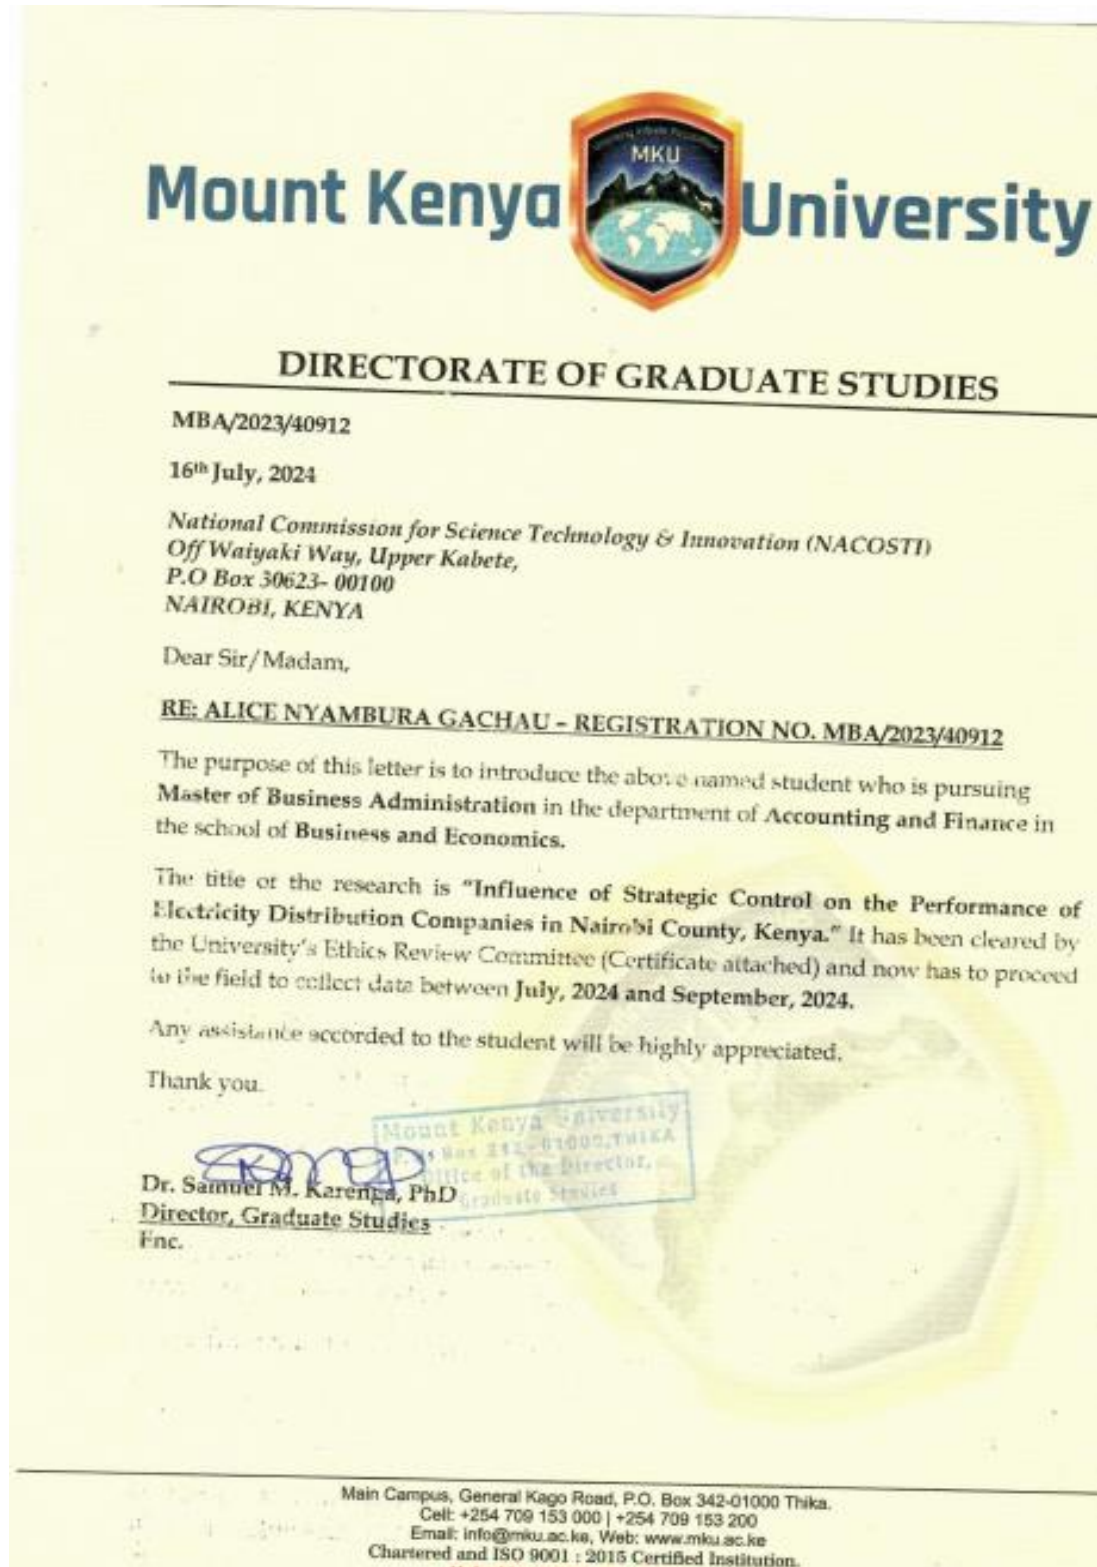 Mount Kenya University
MKU
DIRECTORATE OF GRADUATE STUDIES
MBA/2023/40912
16th July, 2024
National Commission for Science Technology & Innovation (NACOSTI)
Off Waiyaki Way, Upper Kabete,
P.O Box 30623- 00100
NAIROBI, KENYA
Dear Sir/Madam,
RE: ALICE NYAMBURA GACHAU – REGISTRATION NO. MBA/2023/40912
The purpose of this letter is to introduce the above named student who is pursuing
Master of Business Administration in the department of Accounting and Finance in
the school of Business and Economics.
The title of the research is "Influence of Strategic Control on the Performance of
Electricity Distribution Companies in Nairobi County, Kenya." It has been cleared by
the University's Ethics Review Committee (Certificate attached) and now has to proceed
to the field to collect data between July, 2024 and September, 2024.
Any assistance accorded to the student will be highly appreciated.
Thank you.
Mount Kenya University
Box 01000, THIKA
Office of the Director,
Graduate Studies
Dr. Samuel M. Karenga, PhD
Director, Graduate Studies
Enc.
Main Campus, General Kago Road, P.O. Box 342-01000 Thika.
Cell: +254 709 153 000 | +254 709 153 200
Email: info@mku.ac.ke, Web: www.mku.ac.ke
Chartered and ISO 9001 : 2015 Certified Institution.